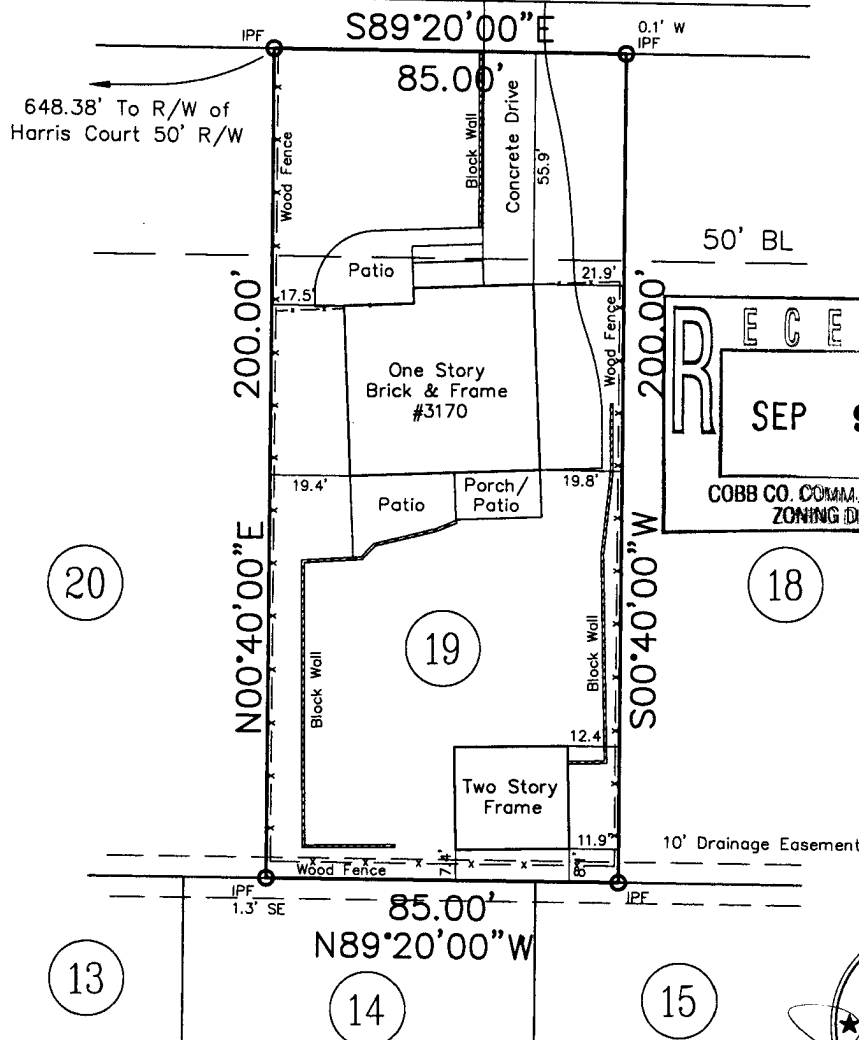 S89°20'00"E
IPF
0.1' W
IPF
85.00'
648.38' To R/W of
Harris Court 50' R/W
Wood Fence
Block Wall
Concrete Drive
55.9'
50' BL
Patio
21.9'
17.5'
200.00'
Wood Fence
200.00'
One Story
Brick & Frame
#3170
R E C E
SEP
COBB CO. COMM.
ZONING D
19.4'
Patio
Porch/
Patio
19.8'
N00°40'00"E
S00°40'00"W
20
18
19
Block Wall
Block Wall
12.4'
Two Story
Frame
11.9'
10' Drainage Easement
Wood Fence
7.4'
IPF
1.3' SE
IPF
85.00'
N89°20'00"W
13
14
15